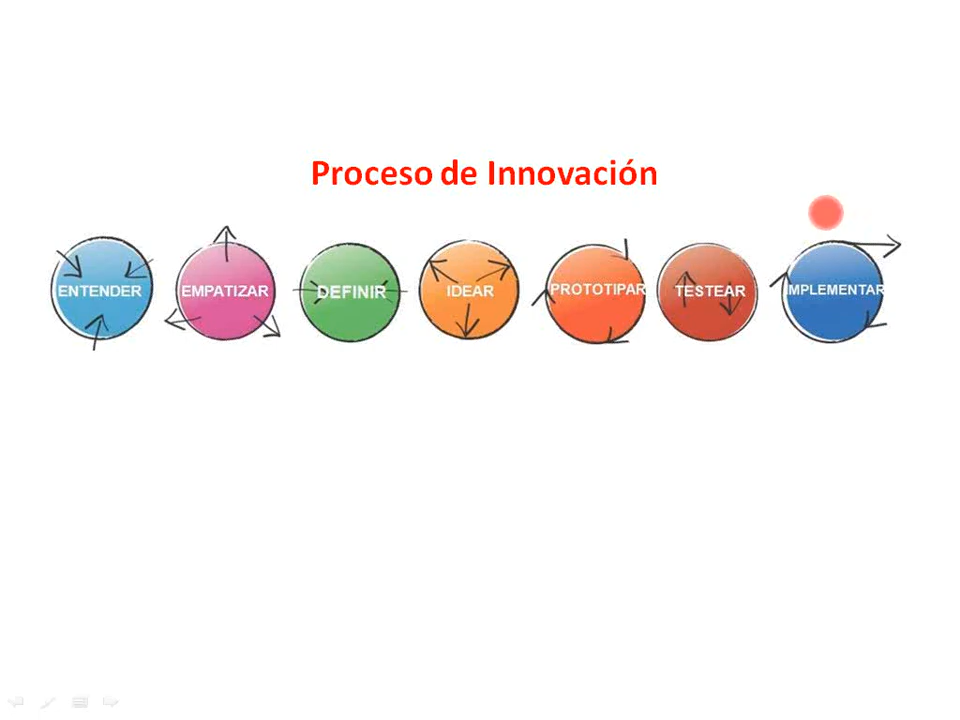 Proceso de Innovación
ENTENDER
EMPATIZAR
DEFINIR
IDEAR
PROTOTIPAR
TESTEAR
IMPLEMENTAR